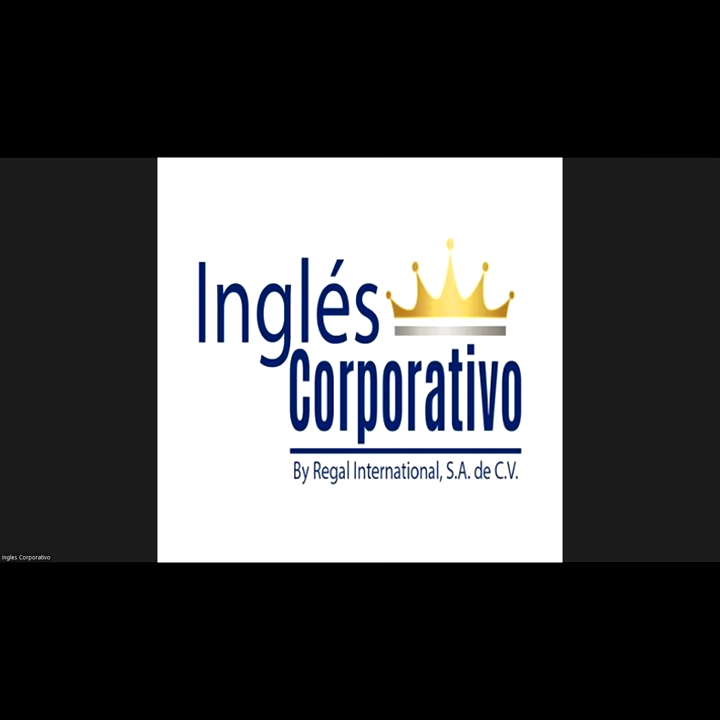 Inglés
Corporativo
By Regal International, S.A. de C.V.
Ingles Corporativo